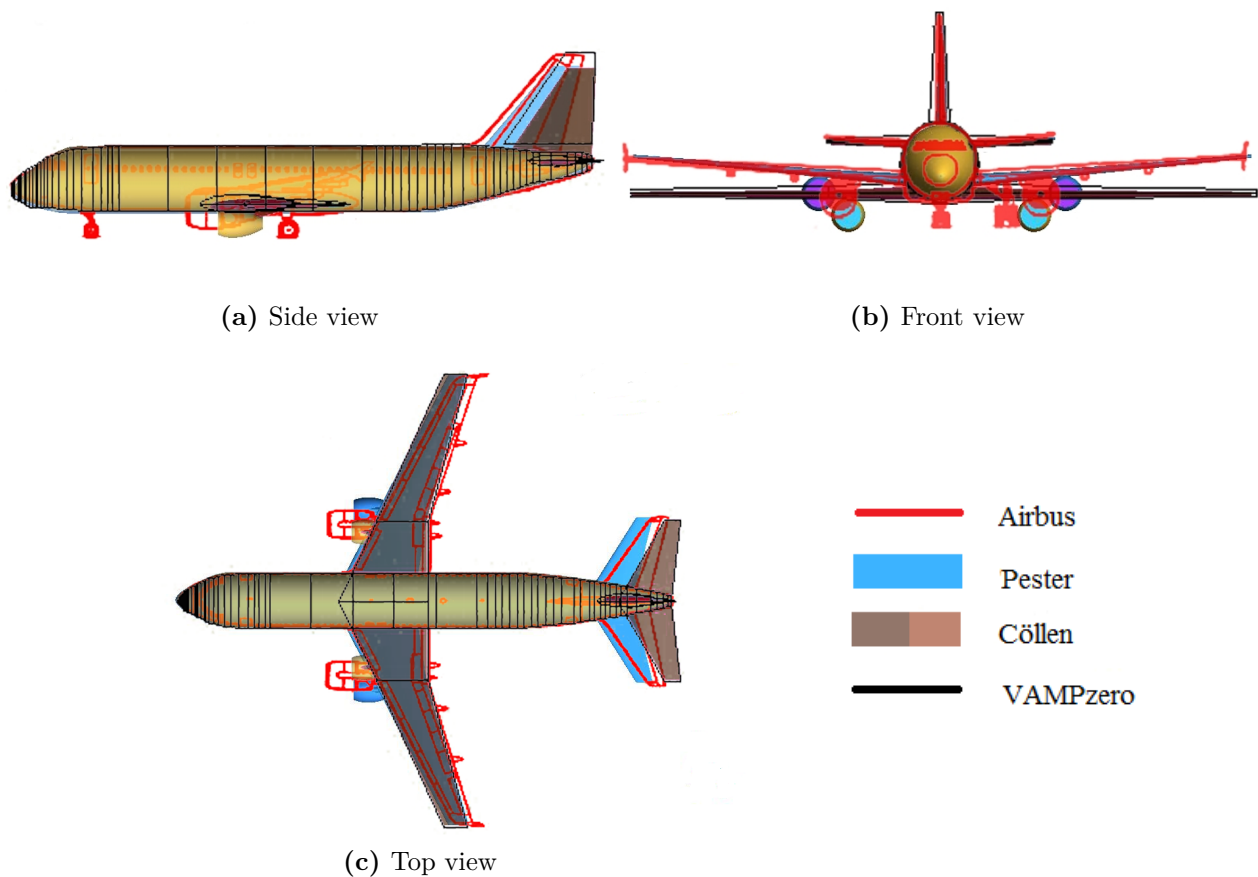 (a) Side view
(b) Front view
Airbus
Pester
Cöllen
VAMPzero
(c) Top view